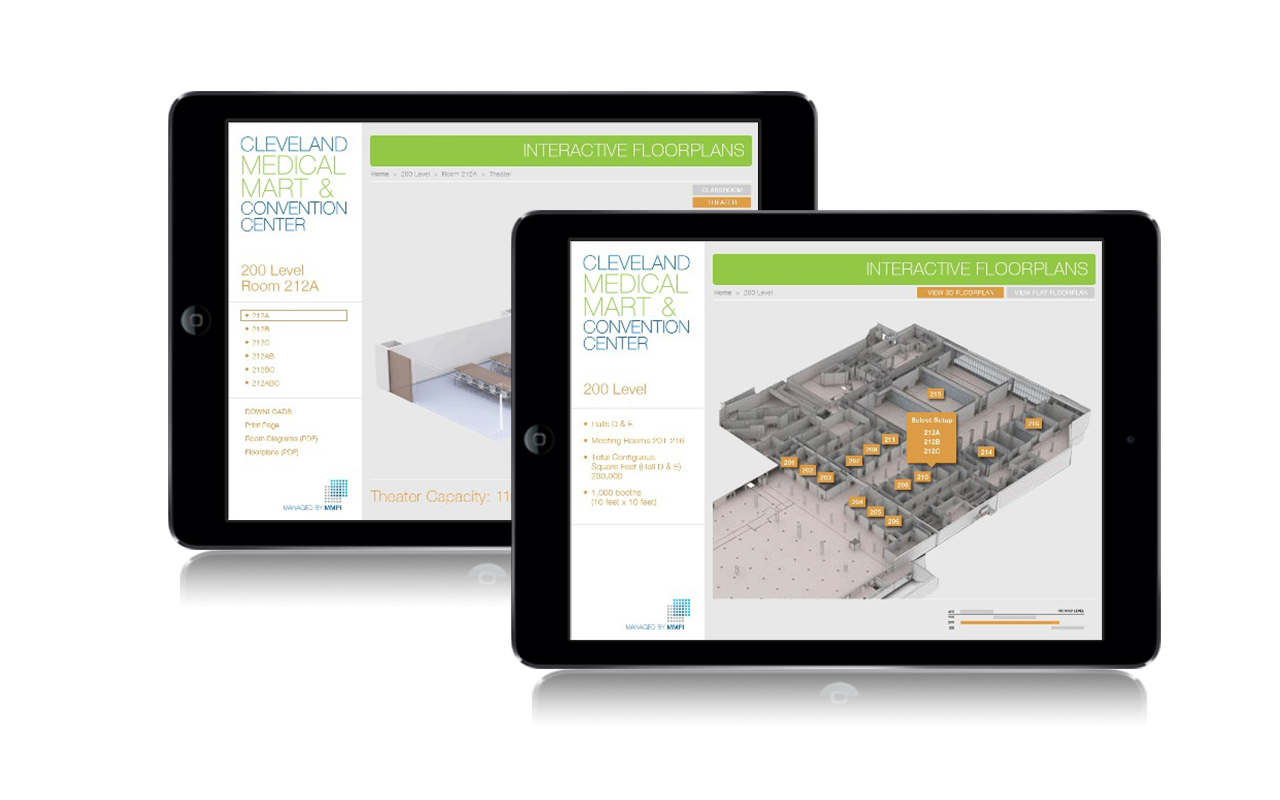 CLEVELAND
MEDICAL
MART &
CONVENTION
CENTER
200 Level
Room 212A
212A
212B
212C
212AB
212BC
212ABC
DOWNLOADS
Print Page
Room Diagrams (PDF)
Floorplans (PDF)
MANAGED BY MMPI
INTERACTIVE FLOORPLANS
Home > 200 Level > Room 212A > Theater
CLASSROOM
THEATER
Theater Capacity: 11
CLEVELAND
MEDICAL
MART &
CONVENTION
CENTER
200 Level
Halls D & E
Meeting Rooms 201-216
Total Contiguous
Square Feet (Hall D & E)
230,000
1,000 booths
(10 feet x 10 feet)
MANAGED BY MMPI
INTERACTIVE FLOORPLANS
Home > 200 Level
VIEW 3D FLOORPLAN
VIEW FLAT FLOORPLAN
215
Select Setup
212A
212B
212C
216
211
209
207
214
201
202
203
210
208
204
205
206